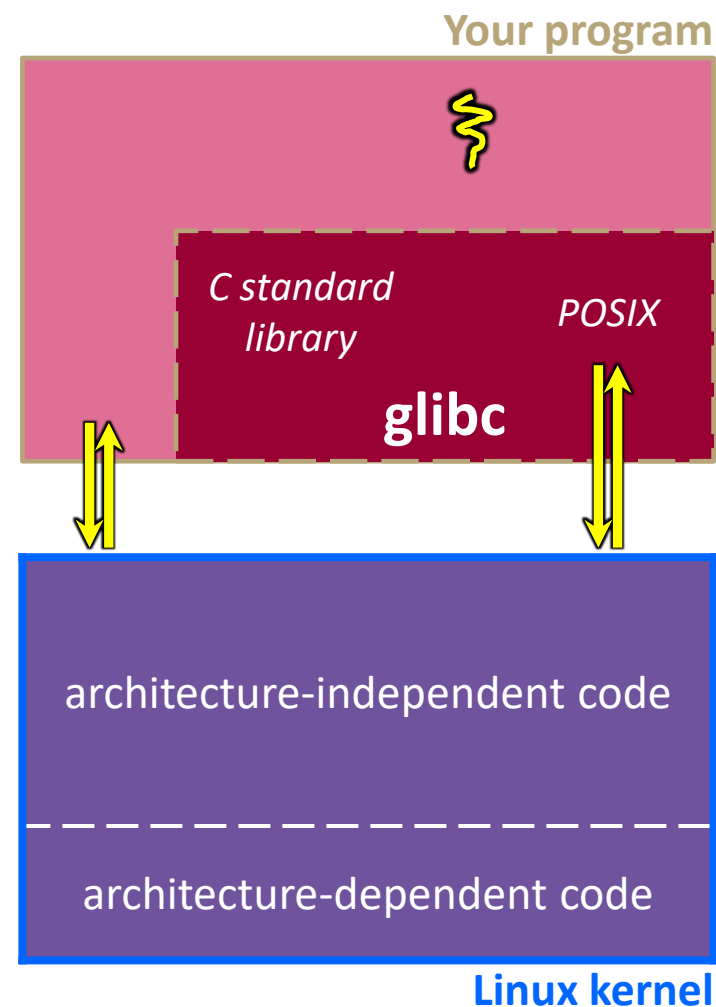 Your program
C standard
library
POSIX
glibc
architecture-independent code
architecture-dependent code
Linux kernel